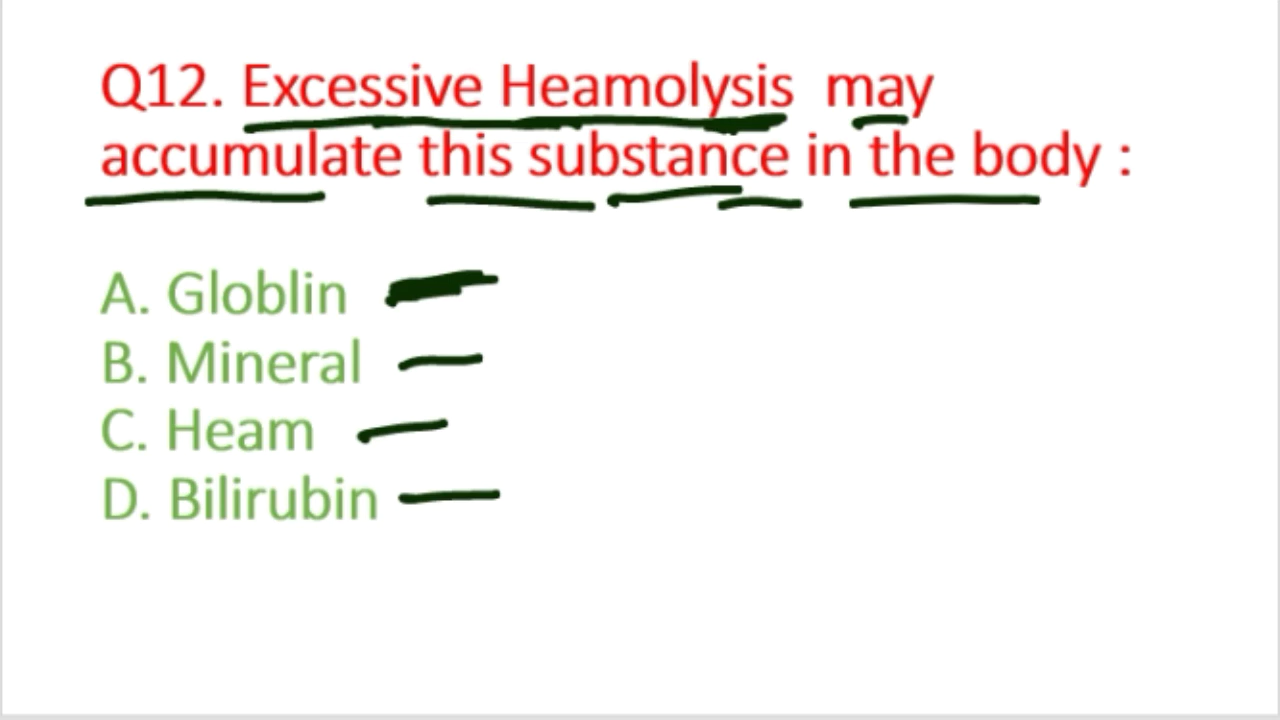 Q12. Excessive Heamolysis may
accumulate this substance in the body :
A. Globlin
B. Mineral
C. Heam
D. Bilirubin